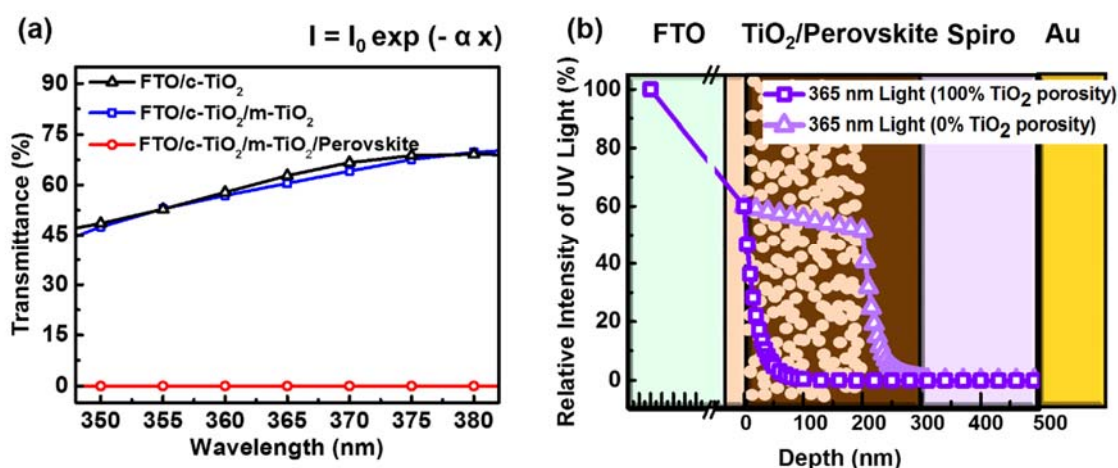 (a)
I = I₀ exp (- α x)
Transmittance (%)
90
75
60
45
30
15
0
FTO/c-TiO₂
FTO/c-TiO₂/m-TiO₂
FTO/c-TiO₂/m-TiO₂/Perovskite
350 355 360 365 370 375 380
Wavelength (nm)
(b)
FTO TiO₂/Perovskite Spiro Au
Relative Intensity of UV Light (%)
100
80
60
40
20
0
365 nm Light (100% TiO₂ porosity)
365 nm Light (0% TiO₂ porosity)
0 100 200 300 400 500
Depth (nm)